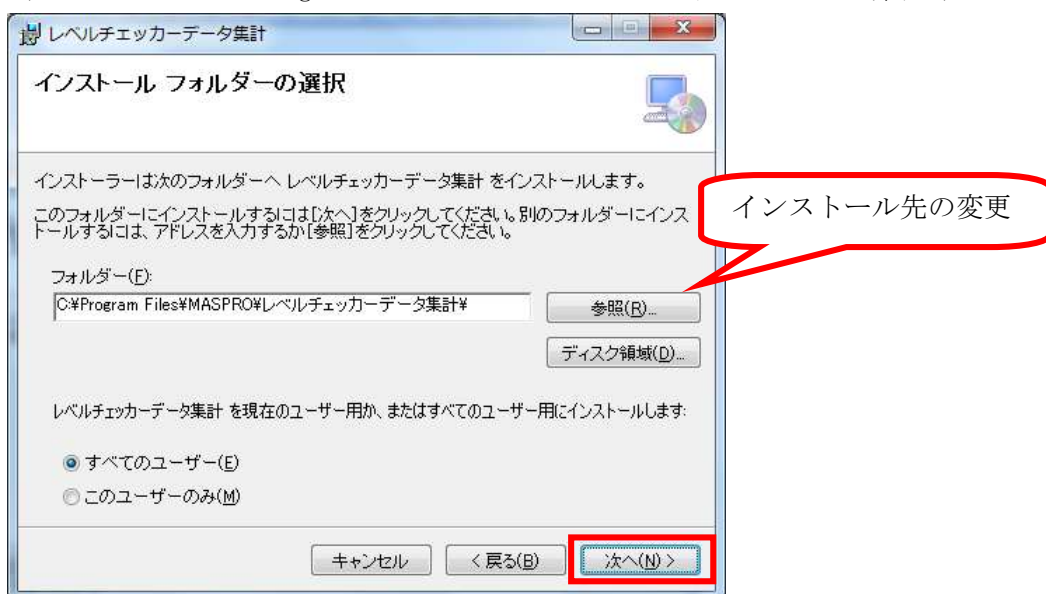 レベルチェッカーデータ集計
インストール フォルダーの選択
インストーラーは次のフォルダーへ レベルチェッカーデータ集計 をインストールします。
このフォルダーにインストールするには[次へ]をクリックしてください。別のフォルダーにインス
トールするには、アドレスを入力するか[参照]をクリックしてください。
インストール先の変更
フォルダー(F):
C:¥Program Files¥MASPRO¥レベルチェッカーデータ集計¥
参照(R)...
ディスク領域(D)...
レベルチェッカーデータ集計 を現在のユーザー用か、またはすべてのユーザー用にインストールします:
すべてのユーザー(E)
このユーザーのみ(M)
キャンセル
< 戻る(B)
次へ(N) >